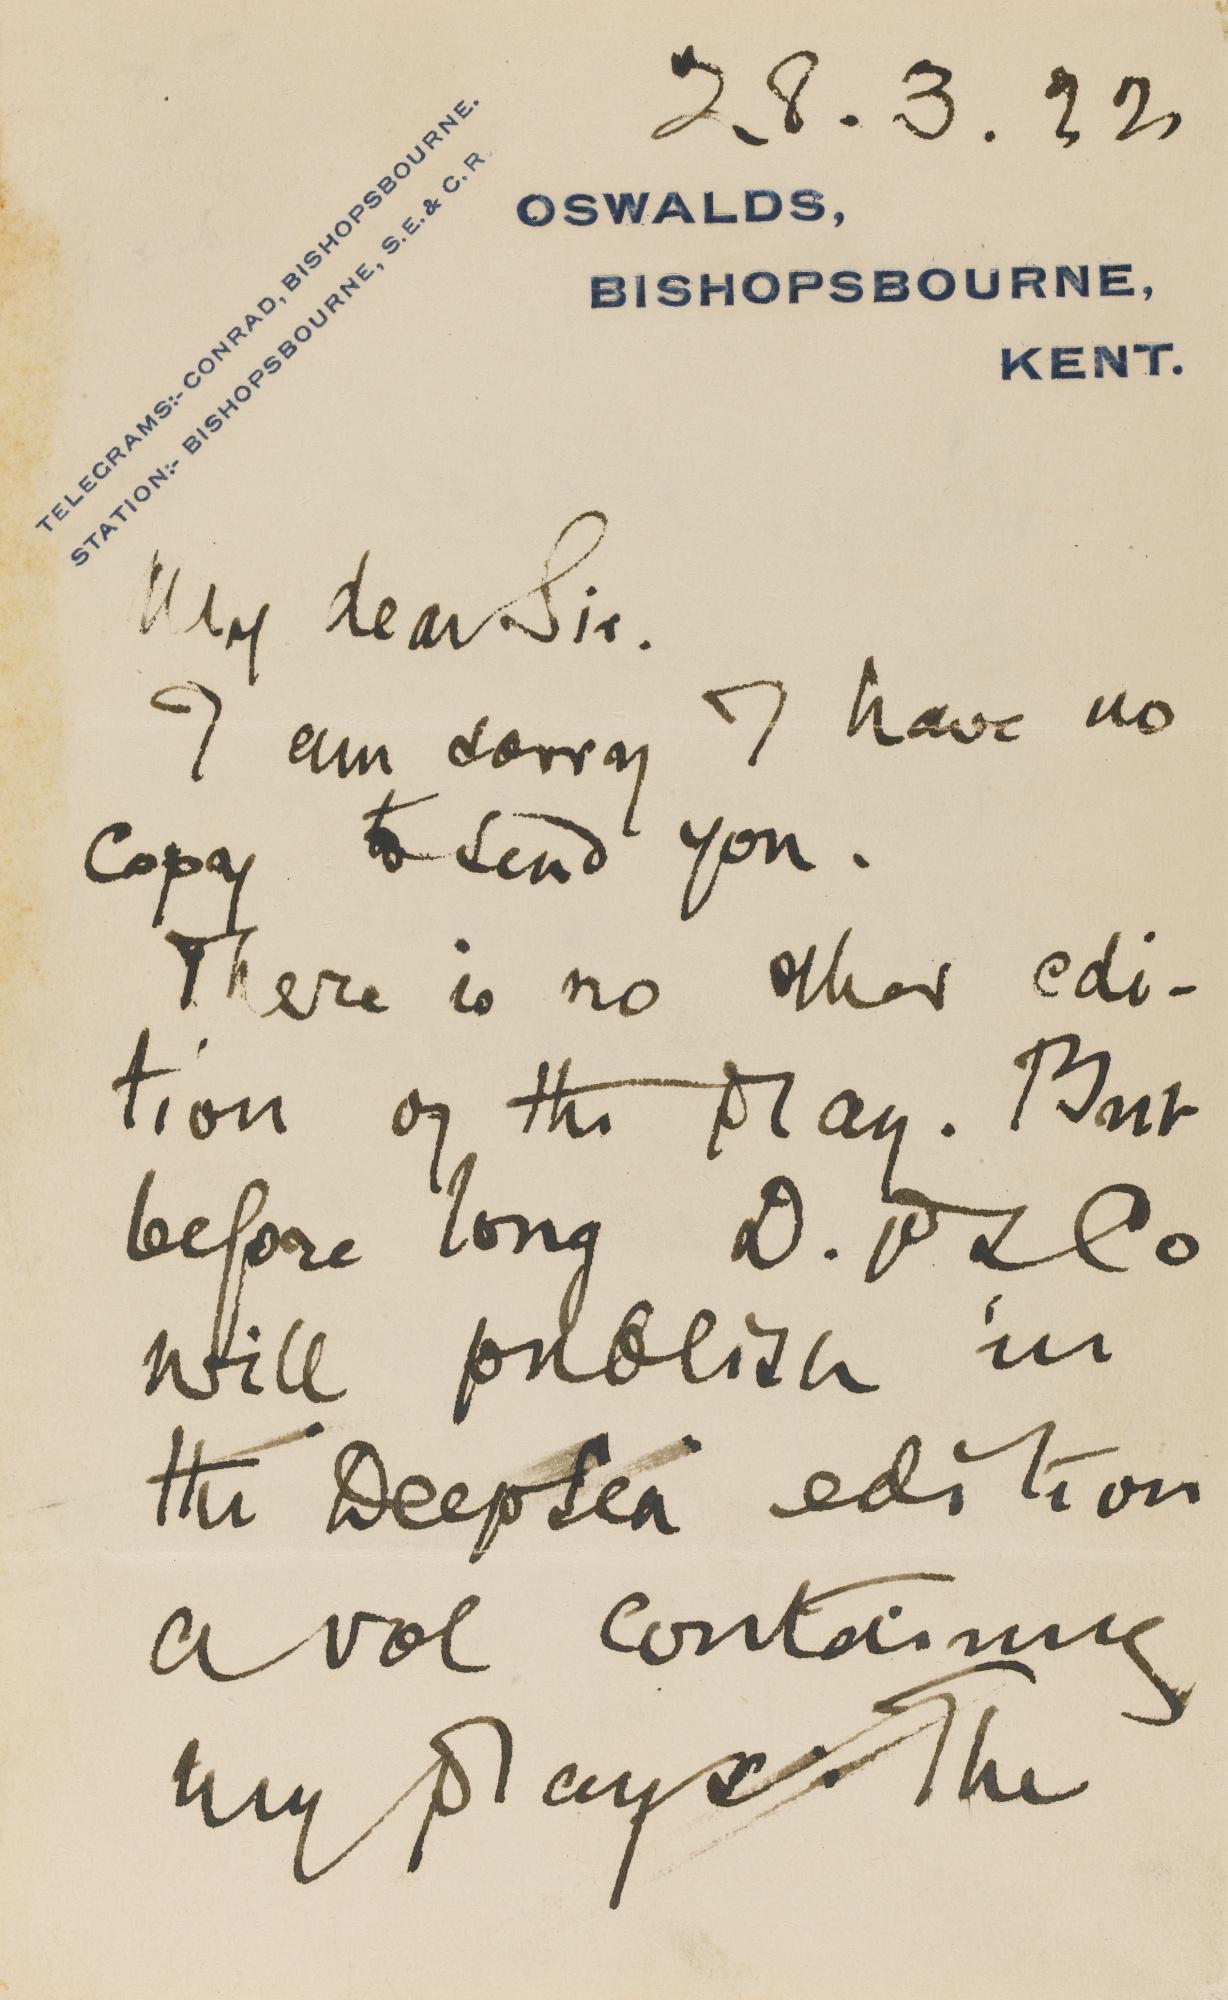 28.3.22
TELEGRAMS:- CONRAD, BISHOPSBOURNE.
STATION:- BISHOPSBOURNE, S.E. & C. R.
OSWALDS,
BISHOPSBOURNE,
KENT.
My dear Sir.
I am sorry I have no
copy to send you.
There is no other edi-
tion of the play. But
before long D. P & Co
will publish in
the Deep Sea edition
a vol containing
my plays. The